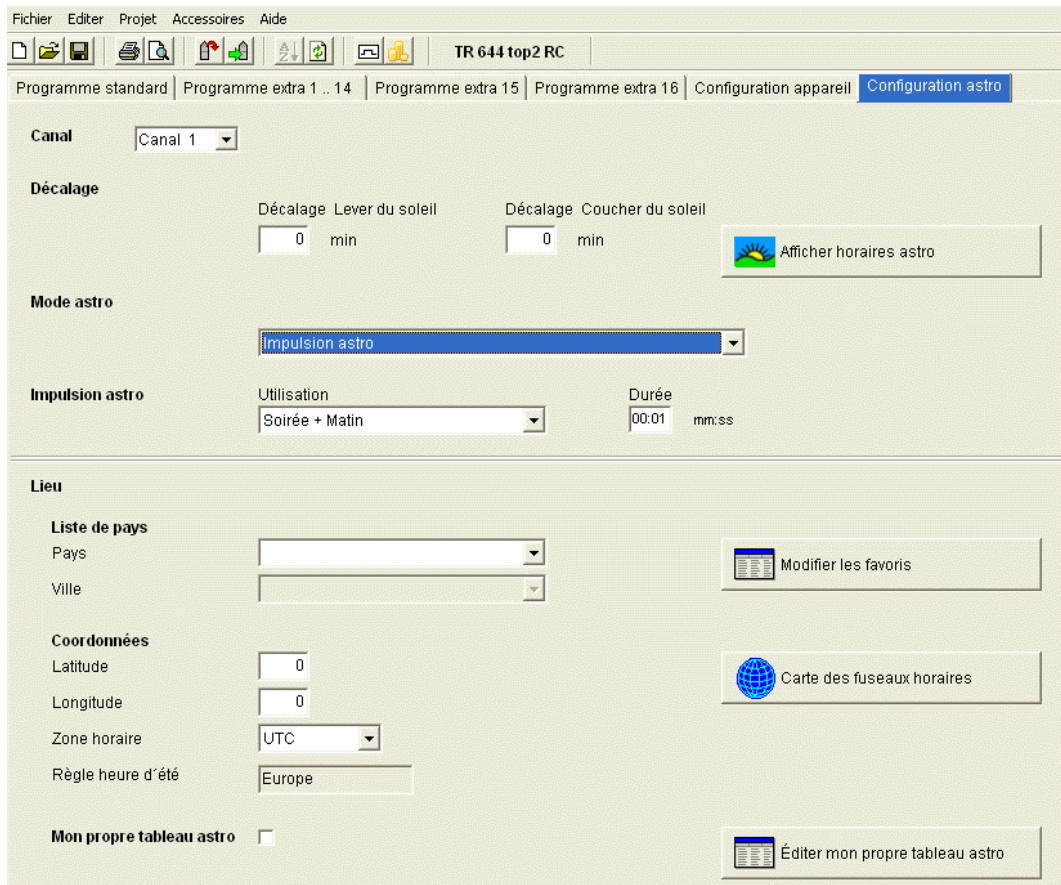 Fichier Editer Projet Accessoires Aide
TR 644 top2 RC
Programme standard Programme extra 1 .. 14 Programme extra 15 Programme extra 16 Configuration appareil Configuration astro
Canal Canal 1
Décalage
Décalage Lever du soleil Décalage Coucher du soleil
0 min 0 min
Afficher horaires astro
Mode astro
Impulsion astro
Impulsion astro Utilisation Durée
Soirée + Matin 00:01 mm:ss
Lieu
Liste de pays
Pays
Modifier les favoris
Ville
Coordonnées
Latitude 0
Carte des fuseaux horaires
Longitude 0
Zone horaire UTC
Règle heure d´été Europe
Mon propre tableau astro
Éditer mon propre tableau astro